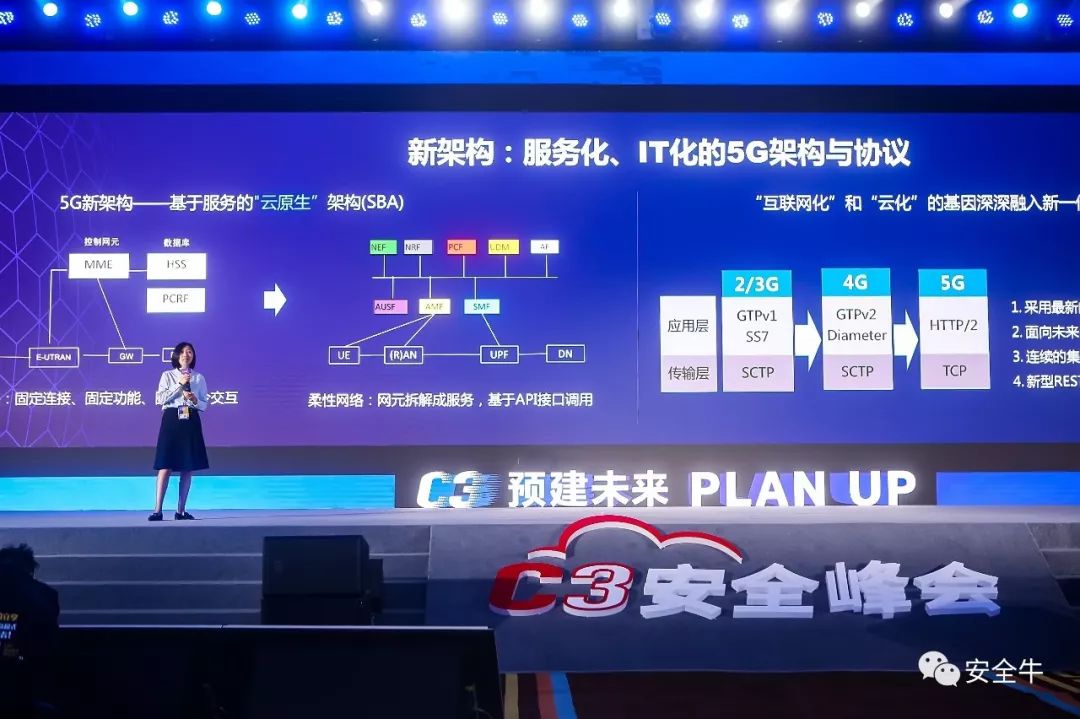 新架构：服务化、IT化的5G架构与协议
5G新架构——基于服务的"云原生”架构(SBA)
控制网元
数据库
MME
HSS
PCRF
E-UTRAN
GW
NEF
NRF
PCF
UDM
AF
AUSF
AMF
SMF
UE
(R)AN
UPF
DN
：固定连接、固定功能、
交互
柔性网络：网元拆解成服务，基于API接口调用
“互联网化”和“云化”的基因深深融入新一
2/3G
4G
5G
应用层
GTPv1
SS7
GTPv2
Diameter
HTTP/2
传输层
SCTP
SCTP
TCP
1. 采用最新
2. 面向未来
3. 连续的集
4. 新型REST
C3 预建未来 PLAN UP
C3安全峰会
安全牛